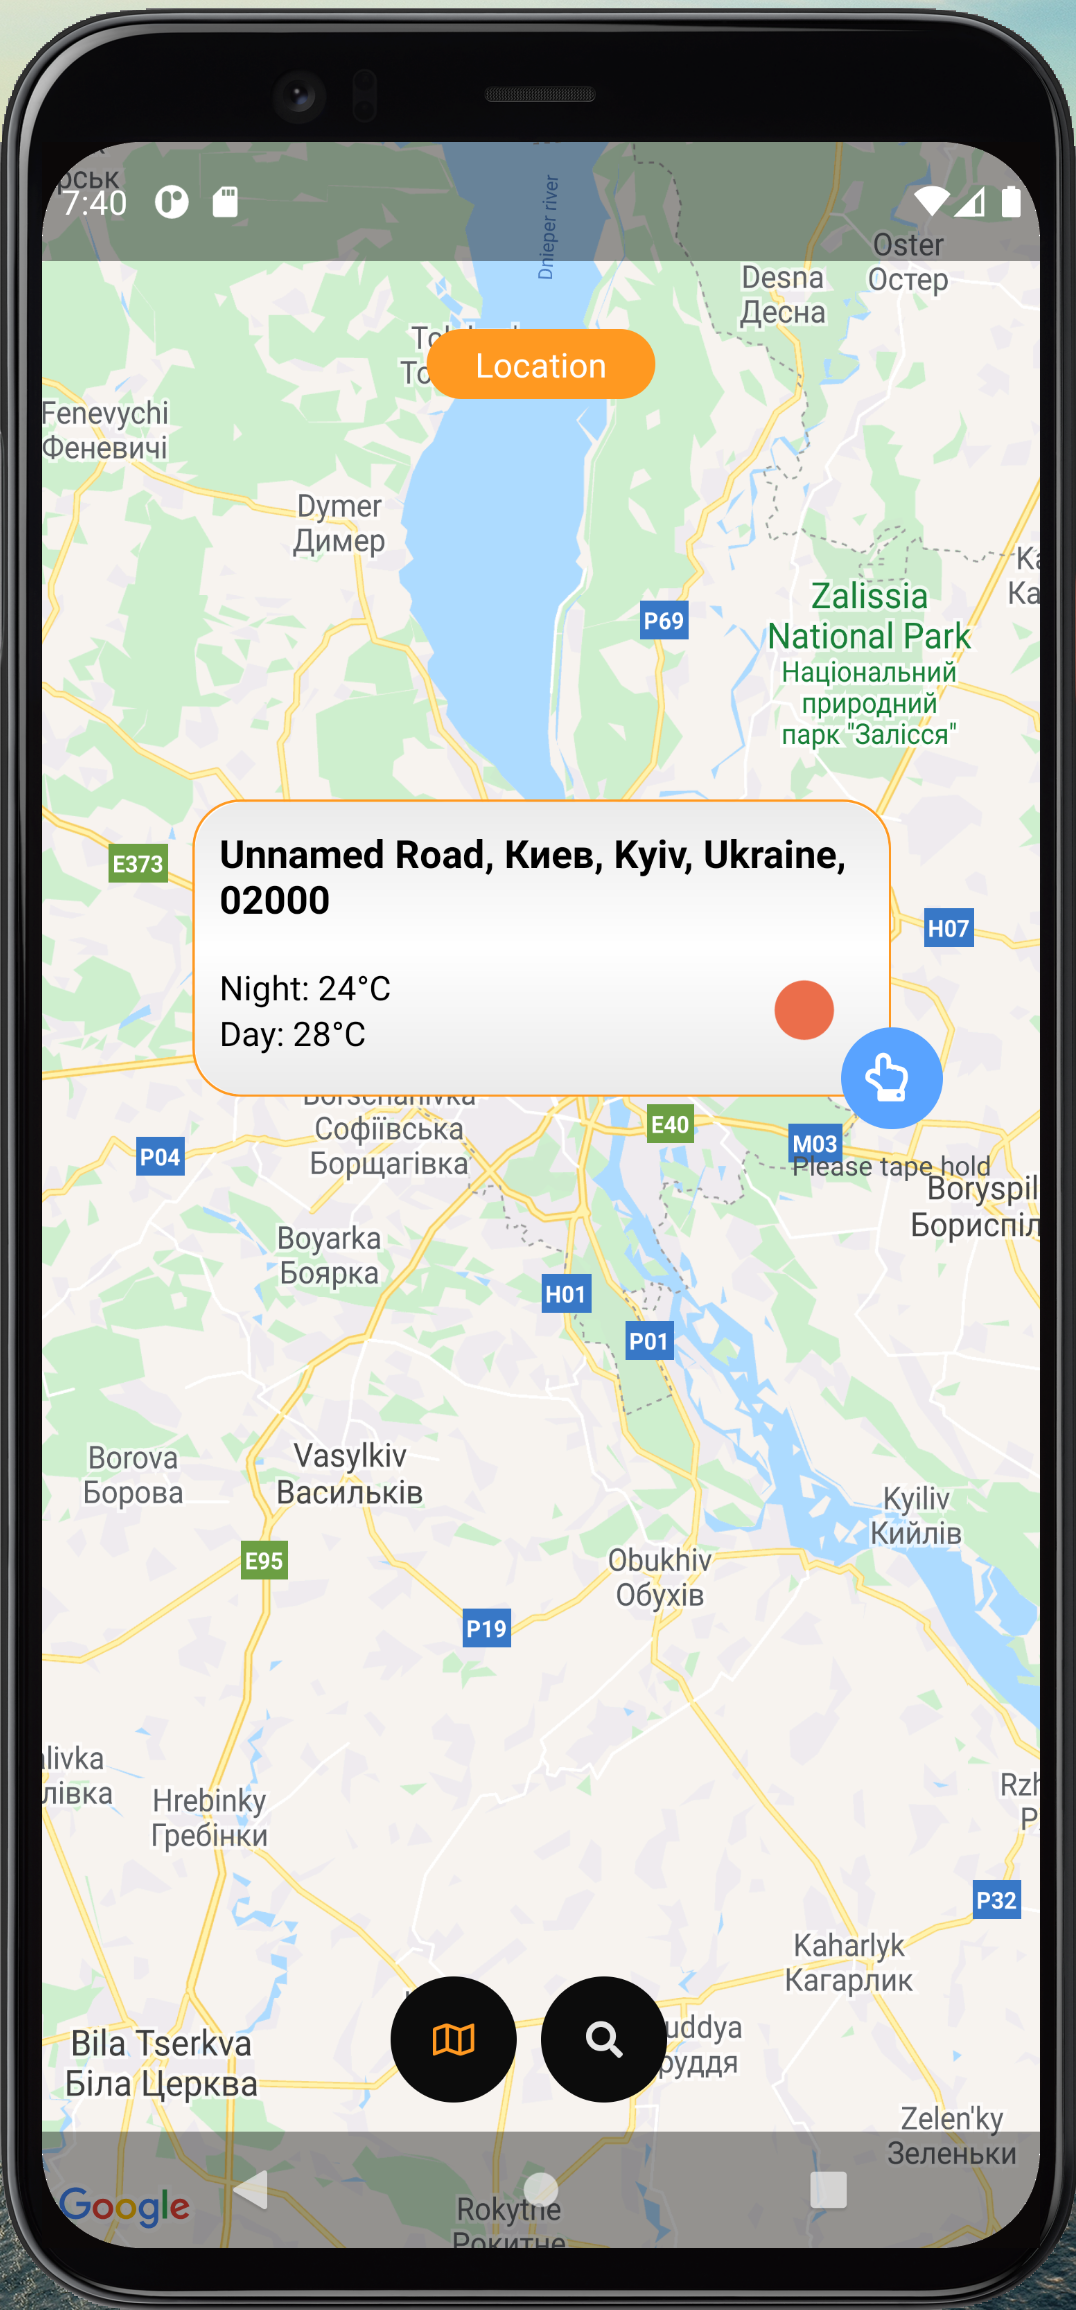 рськ
7:40
Dnieper river
Oster
Остер
Desna
Десна
Location
Fenevychi
Феневичі
Dymer
Димер
P69
Zalissia
National Park
Національний
природний
парк "Залісся"
E373
Unnamed Road, Киев, Kyiv, Ukraine,
02000
H07
Night: 24°C
Day: 28°C
Borschahivka
Софіївська
Борщагівка
E40
M03
P04
Please tape hold
Boryspil
Бориспіл
Boyarka
Боярка
H01
P01
Borova
Борова
Vasylkiv
Васильків
Kyiliv
Кийлів
E95
Obukhiv
Обухів
P19
alivka
лівка
Hrebinky
Гребінки
Rzh
P32
Kaharlyk
Кагарлик
uddya
руддя
Bila Tserkva
Біла Церква
Zelen'ky
Зеленьки
Google
Rokytne
Рокитне